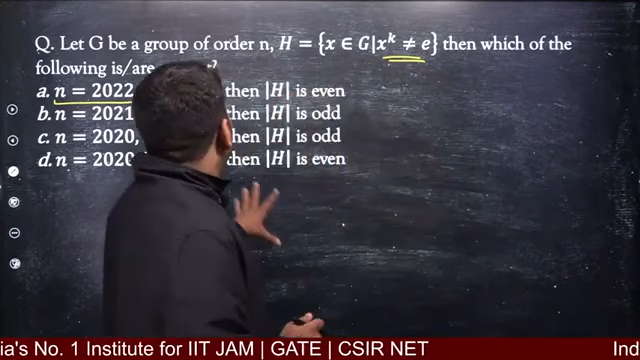 Q. Let G be a group of order n, H = {x ∈ G|x^k ≠ e} then which of the
following is/are
a. n = 2022 then |H| is even
b. n = 2021 then |H| is odd
c. n = 2020, then |H| is odd
d. n = 2020 then |H| is even
ia's No. 1 Institute for IIT JAM | GATE | CSIR NET Ind